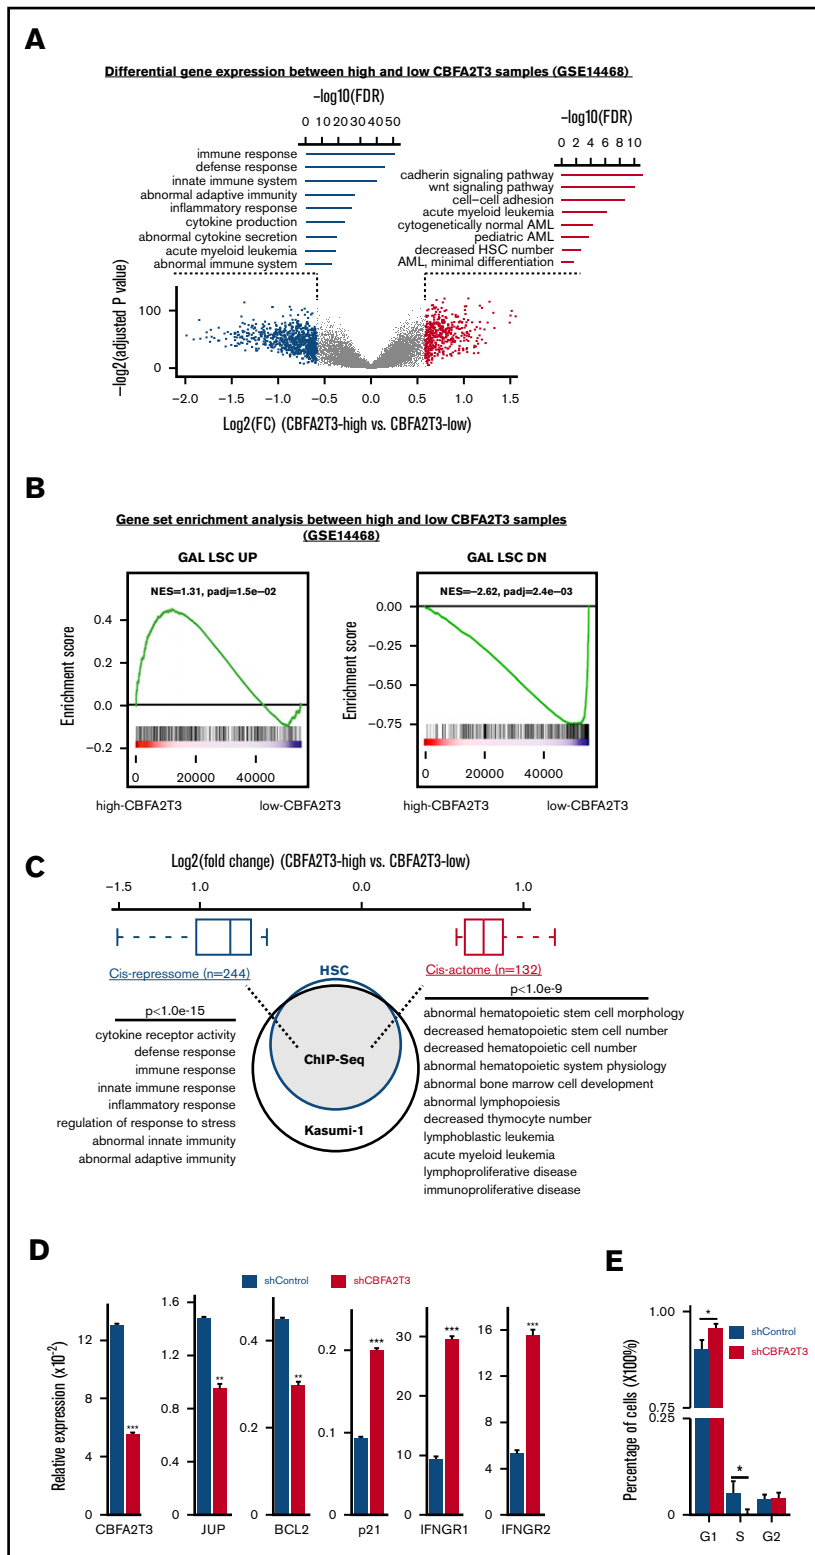 A
Differential gene expression between high and low CBFA2T3 samples (GSE14468)
−log10(FDR)
0 10 20 30 40 50
immune response
defense response
innate immune system
abnormal adaptive immunity
inflammatory response
cytokine production
abnormal cytokine secretion
acute myeloid leukemia
abnormal immune system
−log10(FDR)
0 2 4 6 8 10
cadherin signaling pathway
wnt signaling pathway
cell−cell adhesion
acute myeloid leukemia
cytogenetically normal AML
pediatric AML
decreased HSC number
AML, minimal differentiation
−log2(adjusted P value)
100
0
−2.0 −1.5 −1.0 −0.5 0.0 0.5 1.0 1.5
Log2(FC) (CBFA2T3-high vs. CBFA2T3-low)
B
Gene set enrichment analysis between high and low CBFA2T3 samples
(GSE14468)
GAL LSC UP
NES=1.31, padj=1.5e−02
Enrichment score
0.4
0.2
0.0
−0.2
0 20000 40000
high-CBFA2T3 low-CBFA2T3
GAL LSC DN
NES=−2.62, padj=2.4e−03
Enrichment score
0.00
−0.25
−0.50
−0.75
0 20000 40000
high-CBFA2T3 low-CBFA2T3
C
Log2(fold change) (CBFA2T3-high vs. CBFA2T3-low)
−1.5 1.0 0.0 1.0
Cis-repressome (n=244)
p<1.0e-15
cytokine receptor activity
defense response
immune response
innate immune response
inflammatory response
regulation of response to stress
abnormal innate immunity
abnormal adaptive immunity
HSC
ChIP-Seq
Kasumi-1
Cis-actome (n=132)
p<1.0e-9
abnormal hematopoietic stem cell morphology
decreased hematopoietic stem cell number
decreased hematopoietic cell number
abnormal hematopoietic system physiology
abnormal bone marrow cell development
abnormal lymphopoiesis
decreased thymocyte number
lymphoblastic leukemia
acute myeloid leukemia
lymphoproliferative disease
immunoproliferative disease
D
shControl shCBFA2T3
Relative expression (x10⁻²)
12
8
4
0
***
CBFA2T3
1.6
1.2
0.8
0.4
0
**
JUP
0.4
0.2
0
**
BCL2
0.2
0.1
0
***
p21
30
20
10
0
***
IFNGR1
16
12
8
4
0
***
IFNGR2
E
Percentage of cells (X100%)
1.00
0.75
0.25
0
*
*
shControl
shCBFA2T3
G1 S G2